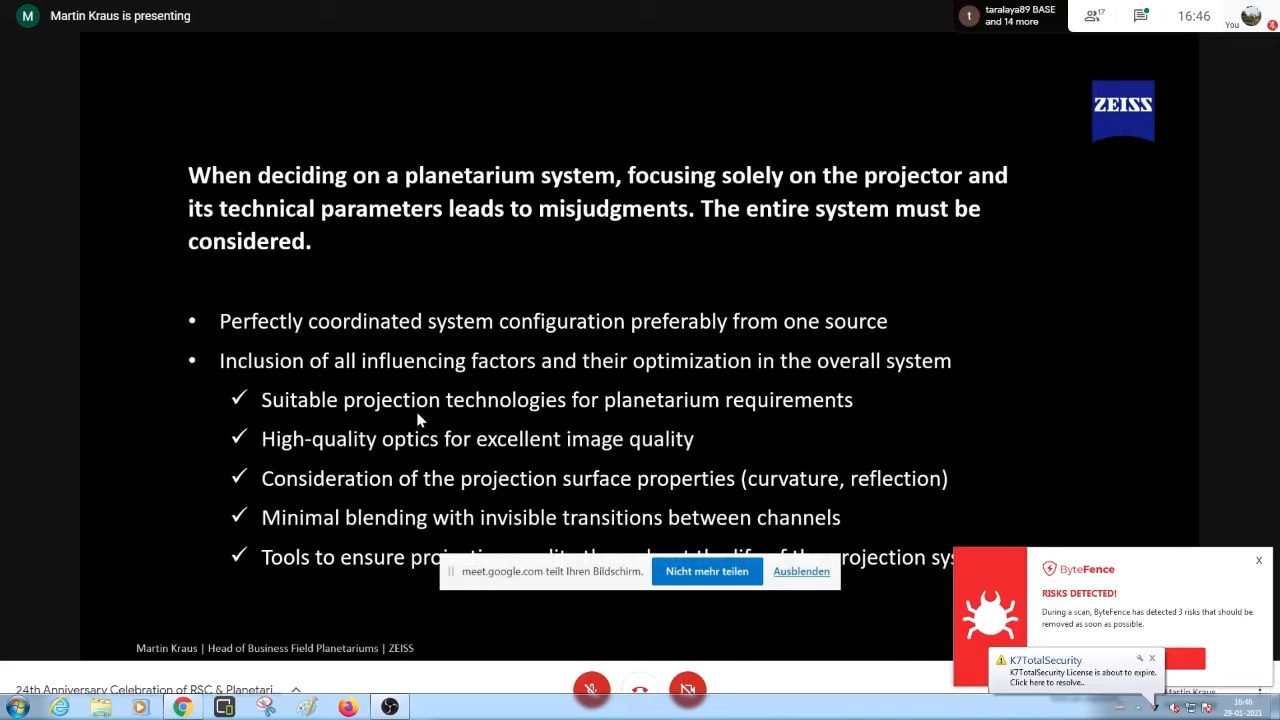 M Martin Kraus is presenting
t taralaya89 BASE
and 14 more
17
16:46
You
ZEISS
When deciding on a planetarium system, focusing solely on the projector and
its technical parameters leads to misjudgments. The entire system must be
considered.
• Perfectly coordinated system configuration preferably from one source
• Inclusion of all influencing factors and their optimization in the overall system
✓ Suitable projection technologies for planetarium requirements
✓ High-quality optics for excellent image quality
✓ Consideration of the projection surface properties (curvature, reflection)
✓ Minimal blending with invisible transitions between channels
✓ Tools to ensure
meet.google.com teilt Ihren Bildschirm.
Nicht mehr teilen
Ausblenden
X
ByteFence
RISKS DETECTED!
During a scan, ByteFence has detected 3 risks that should be
removed as soon as possible.
K7TotalSecurity
K7TotalSecurity License is about to expire.
Click here to resolve..
Martin Kraus | Head of Business Field Planetariums | ZEISS
24th Anniversary Celebration of RSC & Planetari...
Martin Kraus
16:46
29-01-2021